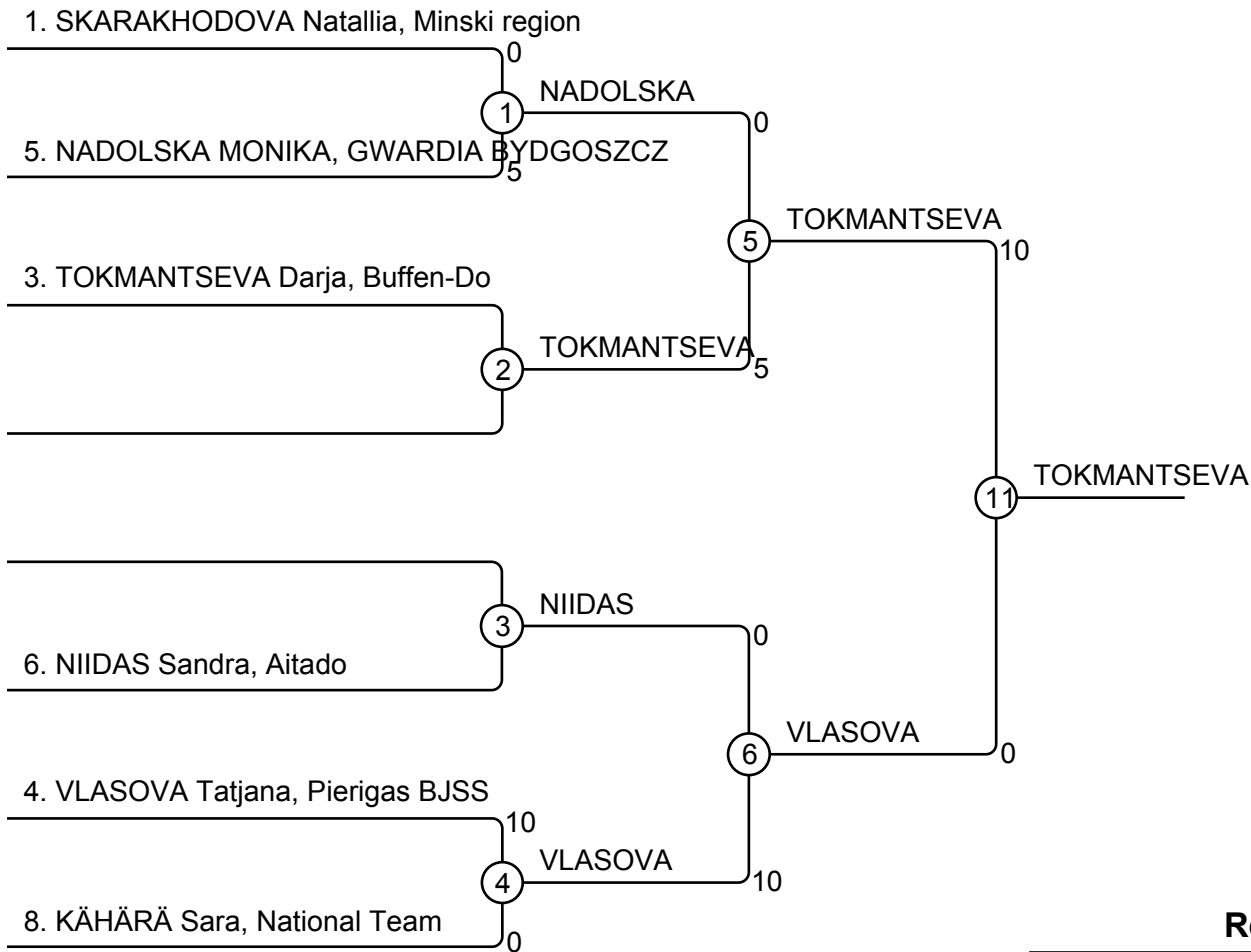 1. SKARAKHODOVA Natallia, Minski region
0
1
NADOLSKA
0
5. NADOLSKA MONIKA, GWARDIA BYDGOSZCZ
5
5
TOKMANTSEVA
10
3. TOKMANTSEVA Darja, Buffen-Do
2
TOKMANTSEVA
5
11
TOKMANTSEVA
3
NIIDAS
0
6. NIIDAS Sandra, Aitado
6
VLASOVA
0
4. VLASOVA Tatjana, Pierigas BJSS
10
4
VLASOVA
10
8. KÄHÄRÄ Sara, National Team
0